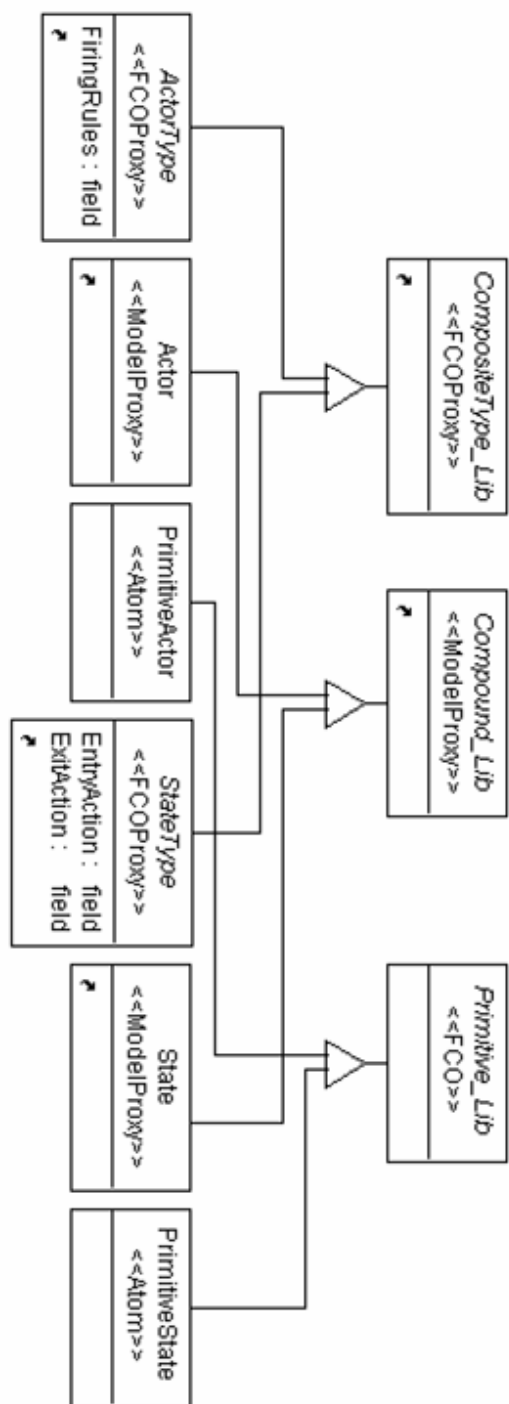 CompositeType_Lib
<<FCOProxy>>
Compound_Lib
<<ModelProxy>>
Primitive_Lib
<<FCO>>
ActorType
<<FCOProxy>>
FiringRules : field
Actor
<<ModelProxy>>
PrimitiveActor
<<Atom>>
StateType
<<FCOProxy>>
EntryAction : field
ExitAction : field
State
<<ModelProxy>>
PrimitiveState
<<Atom>>